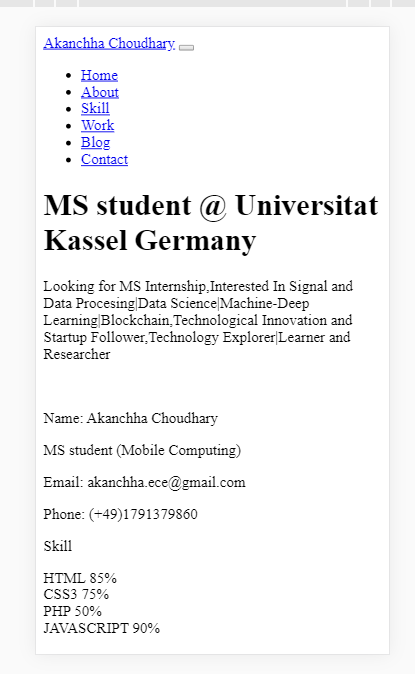 Akanchha Choudhary
Home
About
Skill
Work
Blog
Contact
MS student @ Universitat
Kassel Germany
Looking for MS Internship,Interested In Signal and
Data Procesing|Data Science|Machine-Deep
Learning|Blockchain,Technological Innovation and
Startup Follower,Technology Explorer|Learner and
Researcher
Name: Akanchha Choudhary
MS student (Mobile Computing)
Email: akanchha.ece@gmail.com
Phone: (+49)1791379860
Skill
HTML 85%
CSS3 75%
PHP 50%
JAVASCRIPT 90%